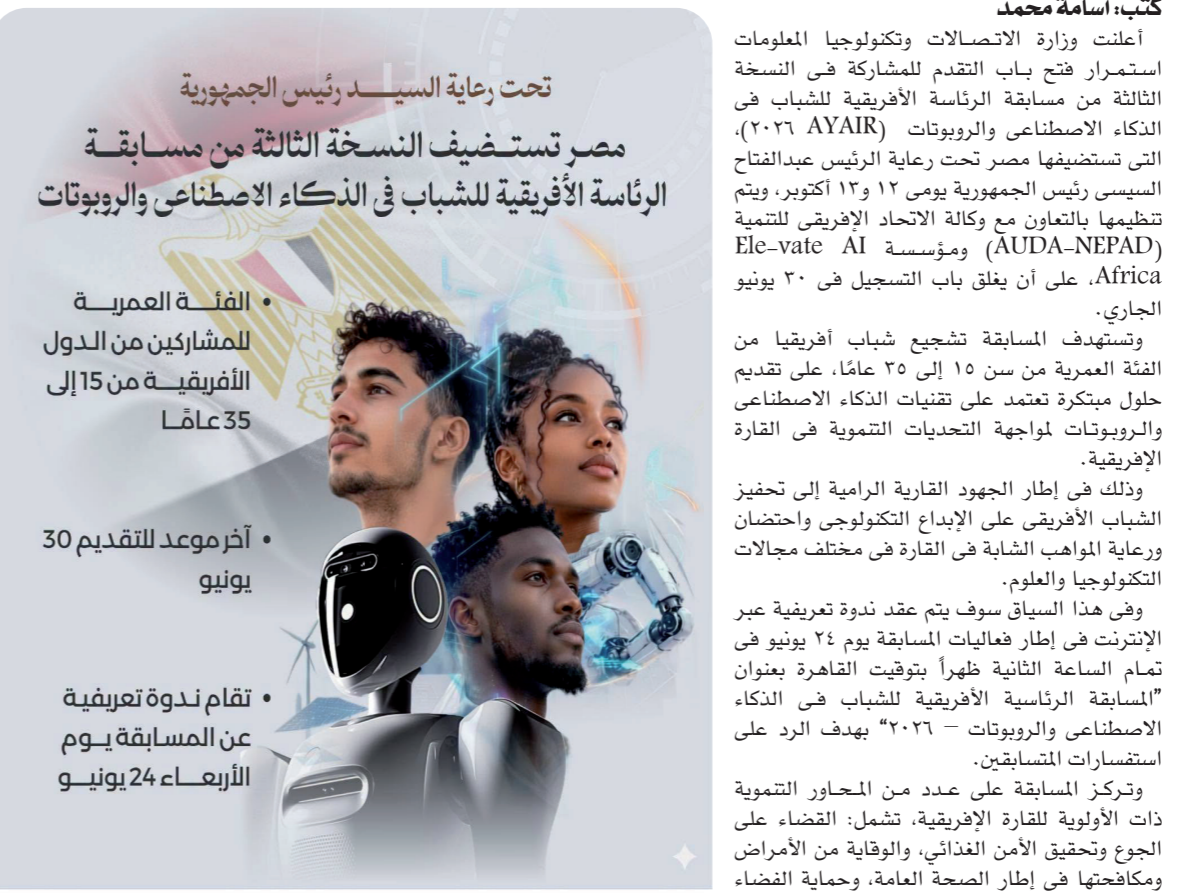 كتب: أسامة محمد
أعلنت وزارة الاتصالات وتكنولوجيا المعلومات
استمرار فتح باب التقدم للمشاركة فى النسخة
الثالثة من مسابقة الرئاسة الأفريقية للشباب فى
الذكاء الاصطناعى والروبوتات (AYAIR ٢٠٢٦)،
التى تستضيفها مصر تحت رعاية الرئيس عبدالفتاح
السيسى رئيس الجمهورية يومى ١٢ و١٣ أكتوبر، ويتم
تنظيمها بالتعاون مع وكالة الاتحاد الإفريقى للتنمية
(AUDA-NEPAD) ومؤسسة Ele-vate AI
Africa، على أن يغلق باب التسجيل فى ٣٠ يونيو
الجاري.
وتستهدف المسابقة تشجيع شباب أفريقيا من
الفئة العمرية من سن ١٥ إلى ٣٥ عامًا، على تقديم
حلول مبتكرة تعتمد على تقنيات الذكاء الاصطناعى
والروبوتات لمواجهة التحديات التنموية فى القارة
الإفريقية.
وذلك فى إطار الجهود القارية الرامية إلى تحفيز
الشباب الأفريقى على الإبداع التكنولوجى واحتضان
ورعاية المواهب الشابة فى القارة فى مختلف مجالات
التكنولوجيا والعلوم.
وفى هذا السياق سوف يتم عقد ندوة تعريفية عبر
الإنترنت فى إطار فعاليات المسابقة يوم ٢٤ يونيو فى
تمام الساعة الثانية ظهراً بتوقيت القاهرة بعنوان
”المسابقة الرئاسية الأفريقية للشباب فى الذكاء
الاصطناعى والروبوتات – ٢٠٢٦“ بهدف الرد على
استفسارات المتسابقين.
وتركز المسابقة على عدد من المحاور التنموية
ذات الأولوية للقارة الإفريقية، تشمل: القضاء على
الجوع وتحقيق الأمن الغذائي، والوقاية من الأمراض
ومكافحتها فى إطار الصحة العامة، وحماية الفضاء
تحت رعاية السيد رئيس الجمهورية
مصر تستضيف النسخة الثالثة من مسابقة
الرئاسة الأفريقية للشباب فى الذكاء الاصطناعى والروبوتات
• الفئة العمرية
للمشاركين من الدول
الأفريقية من 15 إلى
35 عامًا
• آخر موعد للتقديم 30
يونيو
• تقام ندوة تعريفية
عن المسابقة يوم
الأربعاء 24 يونيو